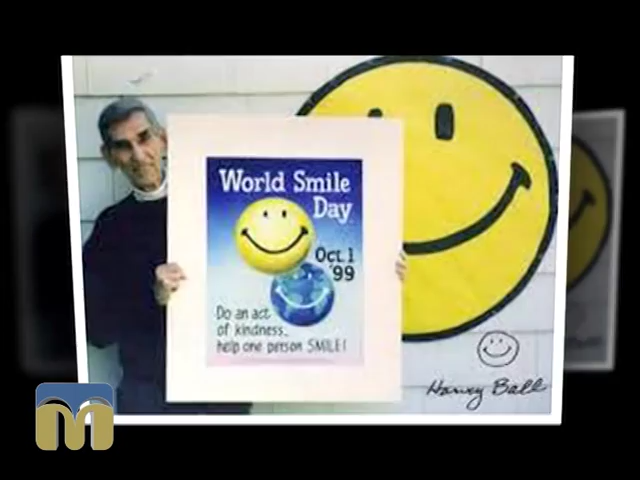 World Smile
Day
Oct. 1
'99
Do an act
of kindness..
help one person SMILE!
Harvey Ball
M